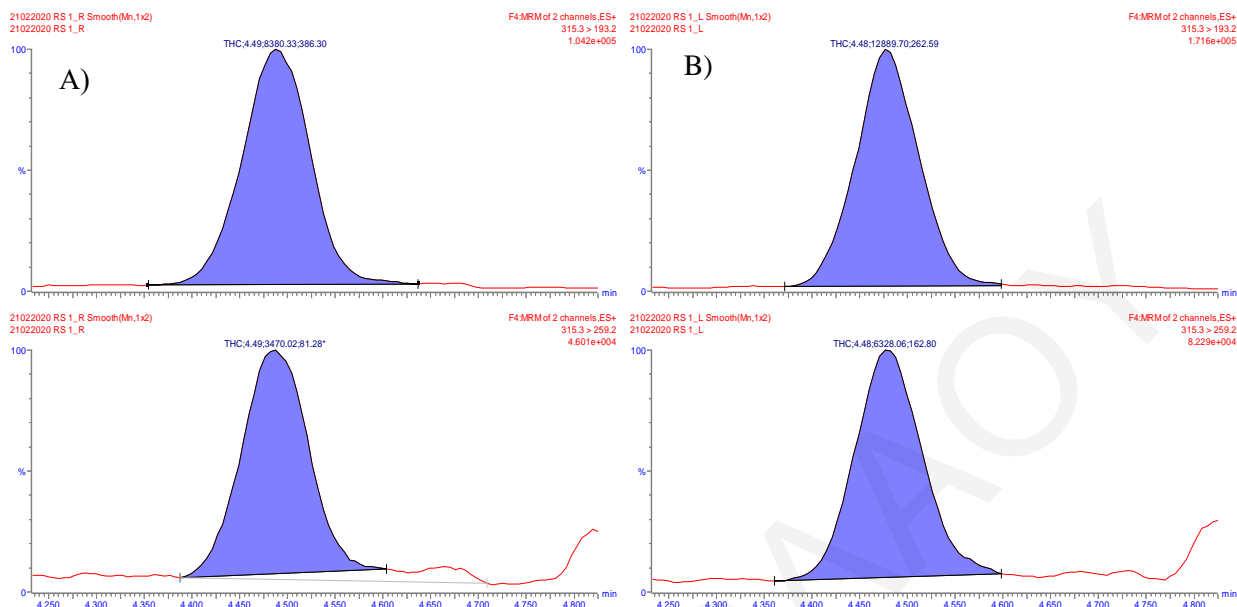 21022020 RS 1_R Smooth(Mn,1x2)
21022020 RS 1_R
F4:MRM of 2 channels,ES+
315.3 > 193.2
1.042e+005
THC;4.49;8380.33;386.30
A)
100
%
0
min
21022020 RS 1_L Smooth(Mn,1x2)
21022020 RS 1_L
F4:MRM of 2 channels,ES+
315.3 > 193.2
1.716e+005
THC;4.48;12889.70;262.59
B)
100
%
0
min
21022020 RS 1_R Smooth(Mn,1x2)
21022020 RS 1_R
F4:MRM of 2 channels,ES+
315.3 > 259.2
4.601e+004
THC;4.49;3470.02;81.28*
100
%
0
min
4.250 4.300 4.350 4.400 4.450 4.500 4.550 4.600 4.650 4.700 4.750 4.800
21022020 RS 1_L Smooth(Mn,1x2)
21022020 RS 1_L
F4:MRM of 2 channels,ES+
315.3 > 259.2
8.229e+004
THC;4.48;6328.06;162.80
100
%
0
min
4.250 4.300 4.350 4.400 4.450 4.500 4.550 4.600 4.650 4.700 4.750 4.800